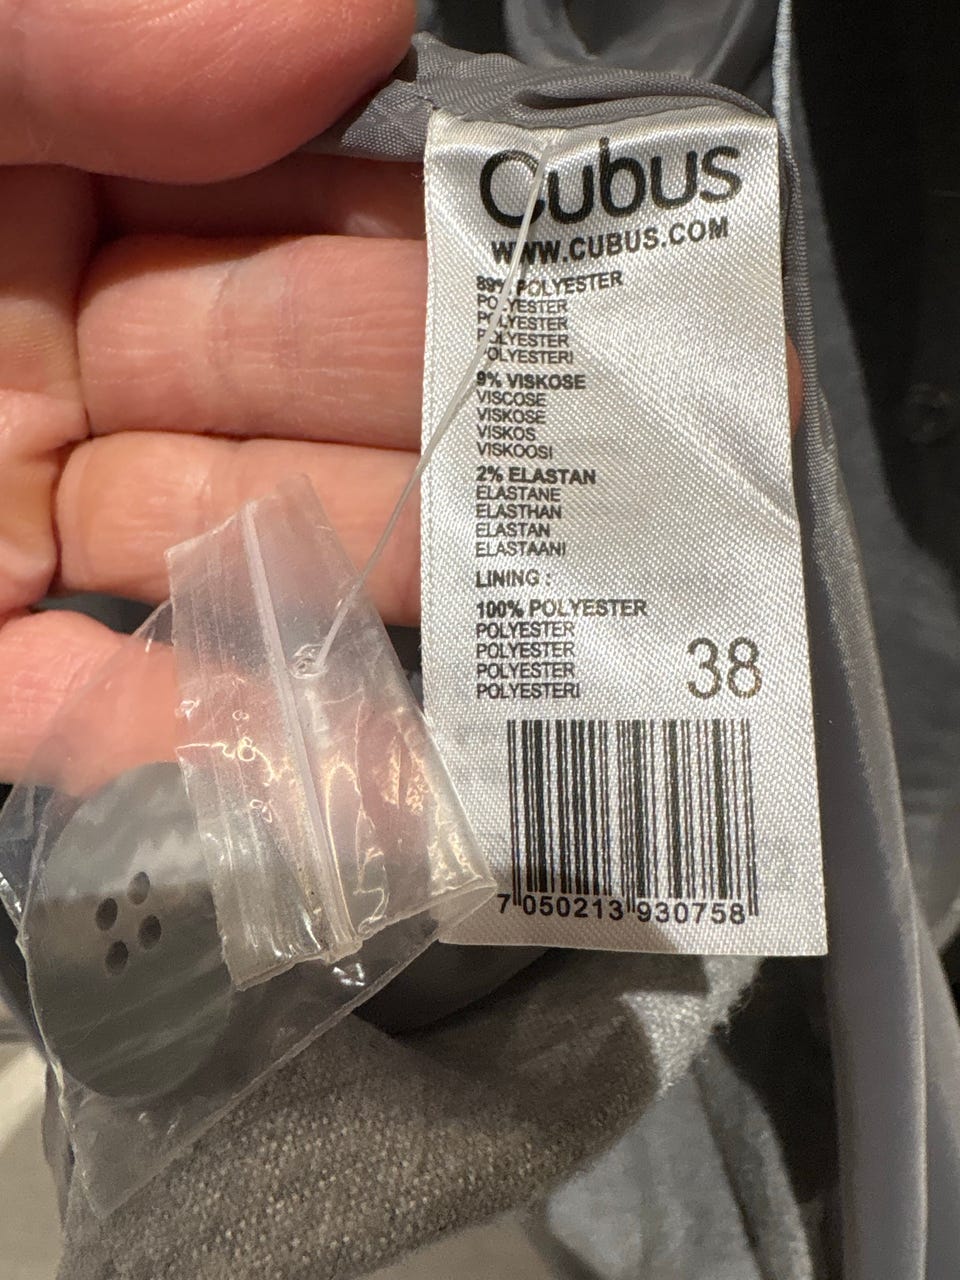 Cubus
WWW.CUBUS.COM
89% POLYESTER
POLYESTER
POLYESTER
POLYESTER
POLYESTERI
9% VISKOSE
VISCOSE
VISKOSE
VISKOS
VISKOOSI
2% ELASTAN
ELASTANE
ELASTHAN
ELASTAN
ELASTAANI
LINING :
100% POLYESTER
POLYESTER
POLYESTER
POLYESTER
POLYESTERI
38
7 050213 930758